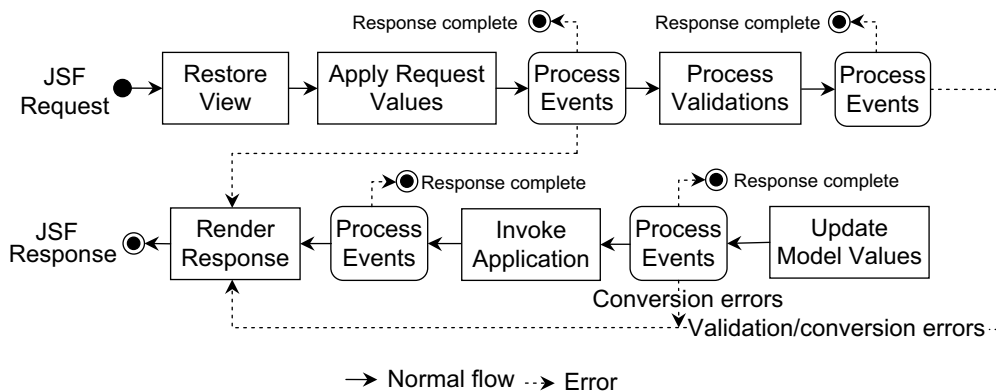 Response complete
Response complete
JSF
Request
Restore
View
Apply Request
Values
Process
Events
Process
Validations
Process
Events
Response complete
Response complete
JSF
Response
Render
Response
Process
Events
Invoke
Application
Process
Events
Update
Model Values
Conversion errors
Validation/conversion errors
Normal flow
Error